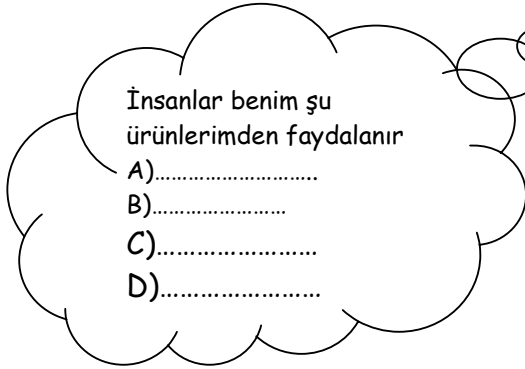 İnsanlar benim şu
ürünlerimden faydalanır
A)……………………..
B)…………………
C)……………………
D)……………………